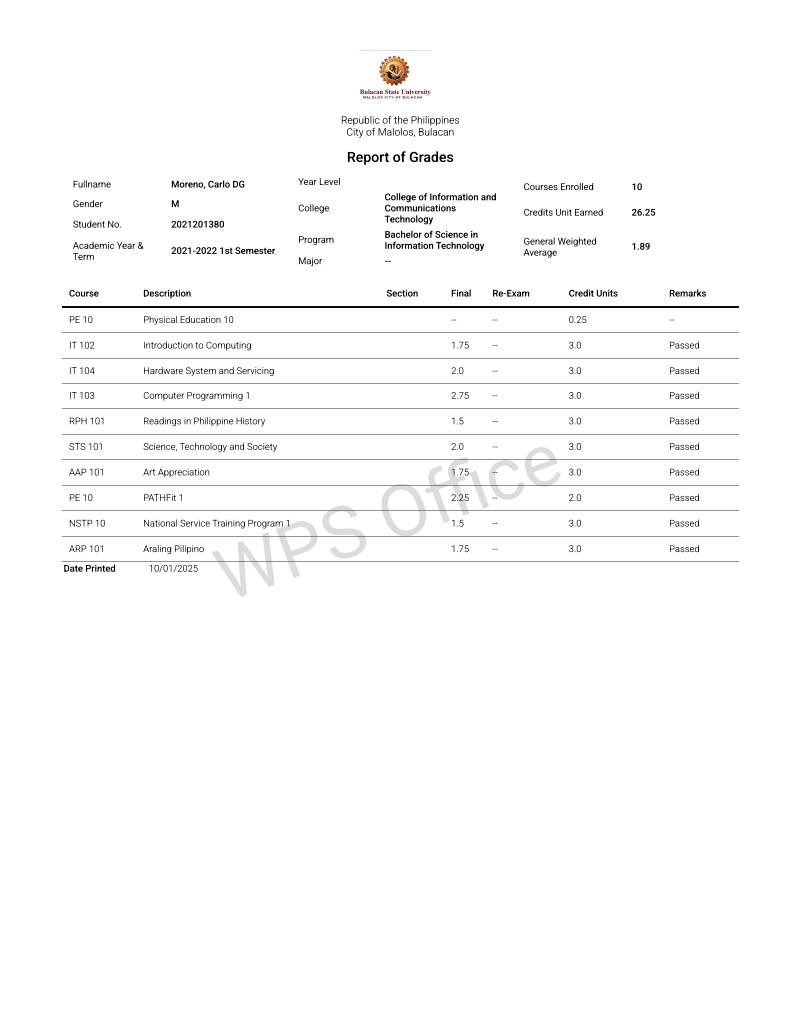 Bulacan State University
MALOLOS CITY OF BULACAN
Republic of the Philippines
City of Malolos, Bulacan
Report of Grades
Fullname Moreno, Carlo DG
Gender M
Student No. 2021201380
Academic Year & Term 2021-2022 1st Semester
Year Level
College College of Information and Communications Technology
Program Bachelor of Science in Information Technology
Major --
Courses Enrolled 10
Credits Unit Earned 26.25
General Weighted Average 1.89
Course Description Section Final Re-Exam Credit Units Remarks
PE 10 Physical Education 10 -- -- 0.25 --
IT 102 Introduction to Computing 1.75 -- 3.0 Passed
IT 104 Hardware System and Servicing 2.0 -- 3.0 Passed
IT 103 Computer Programming 1 2.75 -- 3.0 Passed
RPH 101 Readings in Philippine History 1.5 -- 3.0 Passed
STS 101 Science, Technology and Society 2.0 -- 3.0 Passed
AAP 101 Art Appreciation 1.75 -- 3.0 Passed
PE 10 PATHFit 1 2.25 -- 2.0 Passed
NSTP 10 National Service Training Program 1 1.5 -- 3.0 Passed
ARP 101 Araling Pilipino 1.75 -- 3.0 Passed
Date Printed 10/01/2025
WPS Office